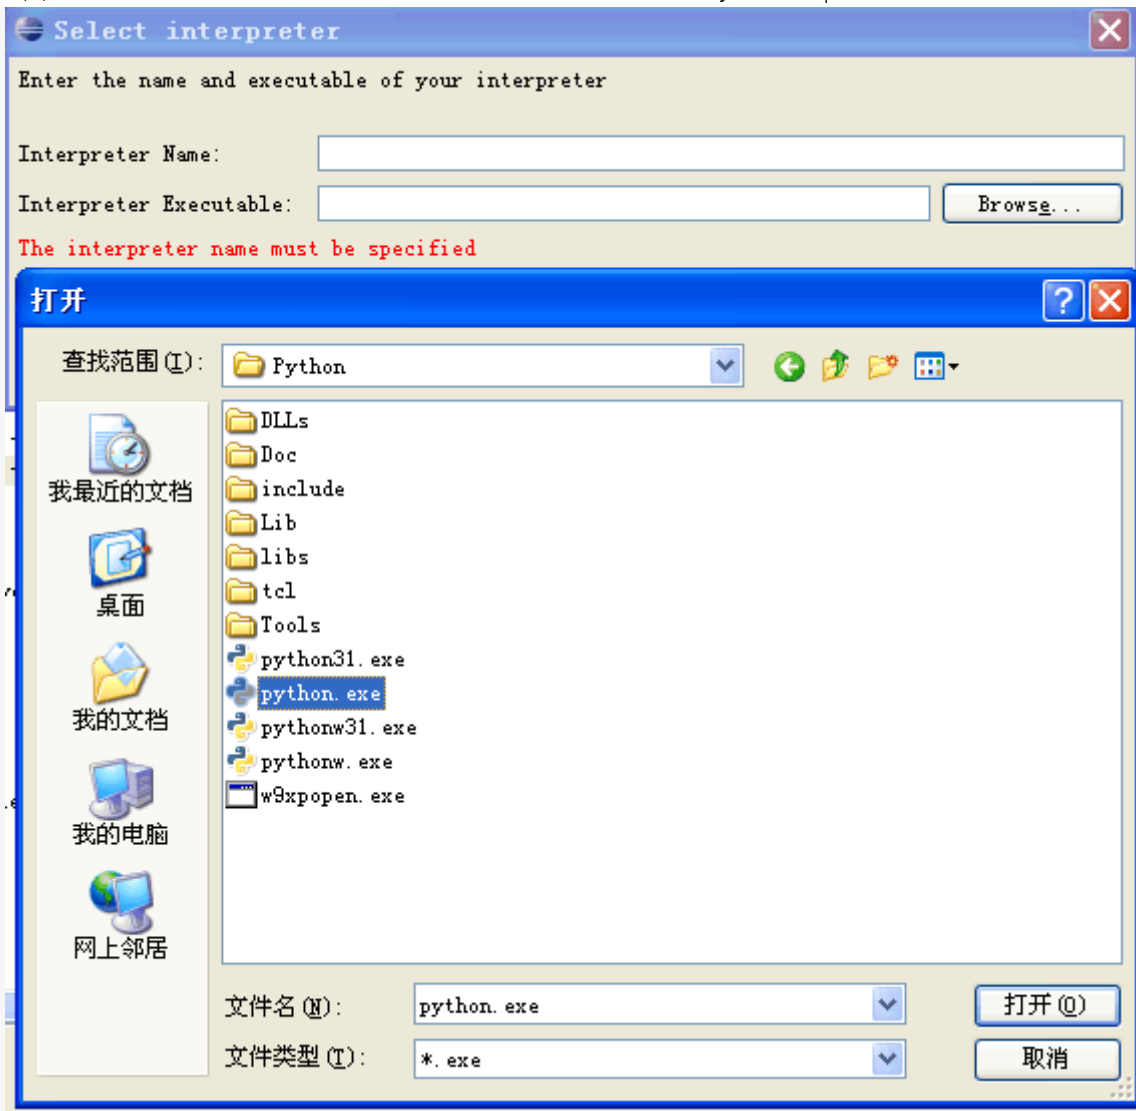 Select interpreter
Enter the name and executable of your interpreter
Interpreter Name:
Interpreter Executable:
Browse...
The interpreter name must be specified
打开
查找范围(I):
Python
我最近的文档
桌面
我的文档
我的电脑
网上邻居
DLLs
Doc
include
Lib
libs
tcl
Tools
python31.exe
python.exe
pythonw31.exe
pythonw.exe
w9xpopen.exe
文件名(N):
python.exe
打开(O)
文件类型(T):
*.exe
取消